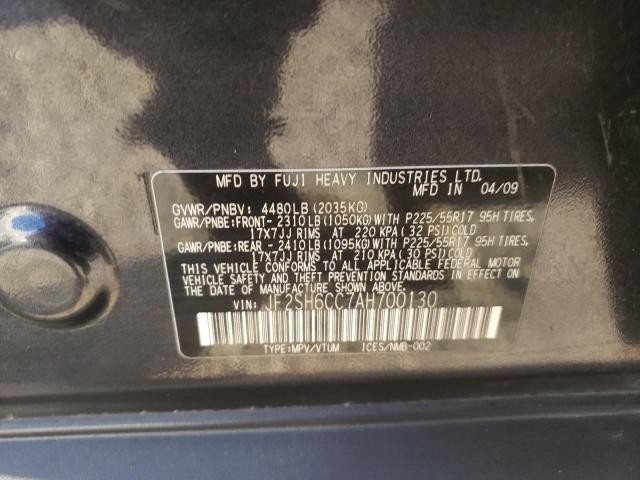 MFD BY FUJI HEAVY INDUSTRIES LTD.
MFD IN 04/09
GVWR/PNBV: 4480LB (2035KG)
GAWR/PNBE:FRONT-2310LB(1050KG)WITH P225/55R17 95H TIRES,
17X7JJ RIMS AT 220 KPA(32 PSI)COLD
GAWR/PNBE:REAR -2410LB(1095KG)WITH P225/55R17 95H TIRES,
17X7JJ RIMS AT 210 KPA(30 PSI)COLD
THIS VEHICLE CONFORMS TO ALL APPLICABLE FEDERAL MOTOR
VEHICLE SAFETY AND THEFT PREVENTION STANDARDS IN EFFECT
ON THE DATE OF MANUFACTURE SHOWN ABOVE.
VIN: JF2SH6CC7AH700130
TYPE:MPV/VTUM ICES/NMB-002